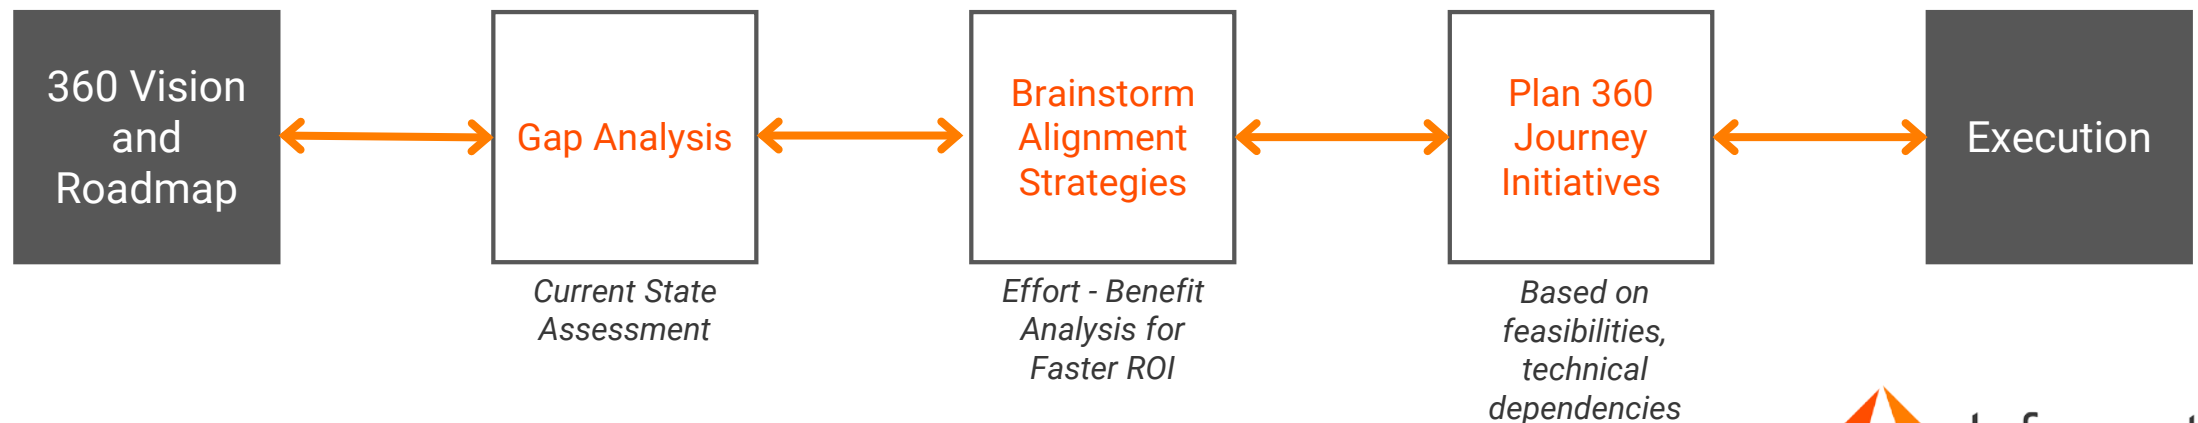 360 Vision
and
Roadmap
Gap Analysis
Brainstorm
Alignment
Strategies
Plan 360
Journey
Initiatives
Execution
Current State
Assessment
Effort - Benefit
Analysis for
Faster ROI
Based on
feasibilities,
technical
dependencies